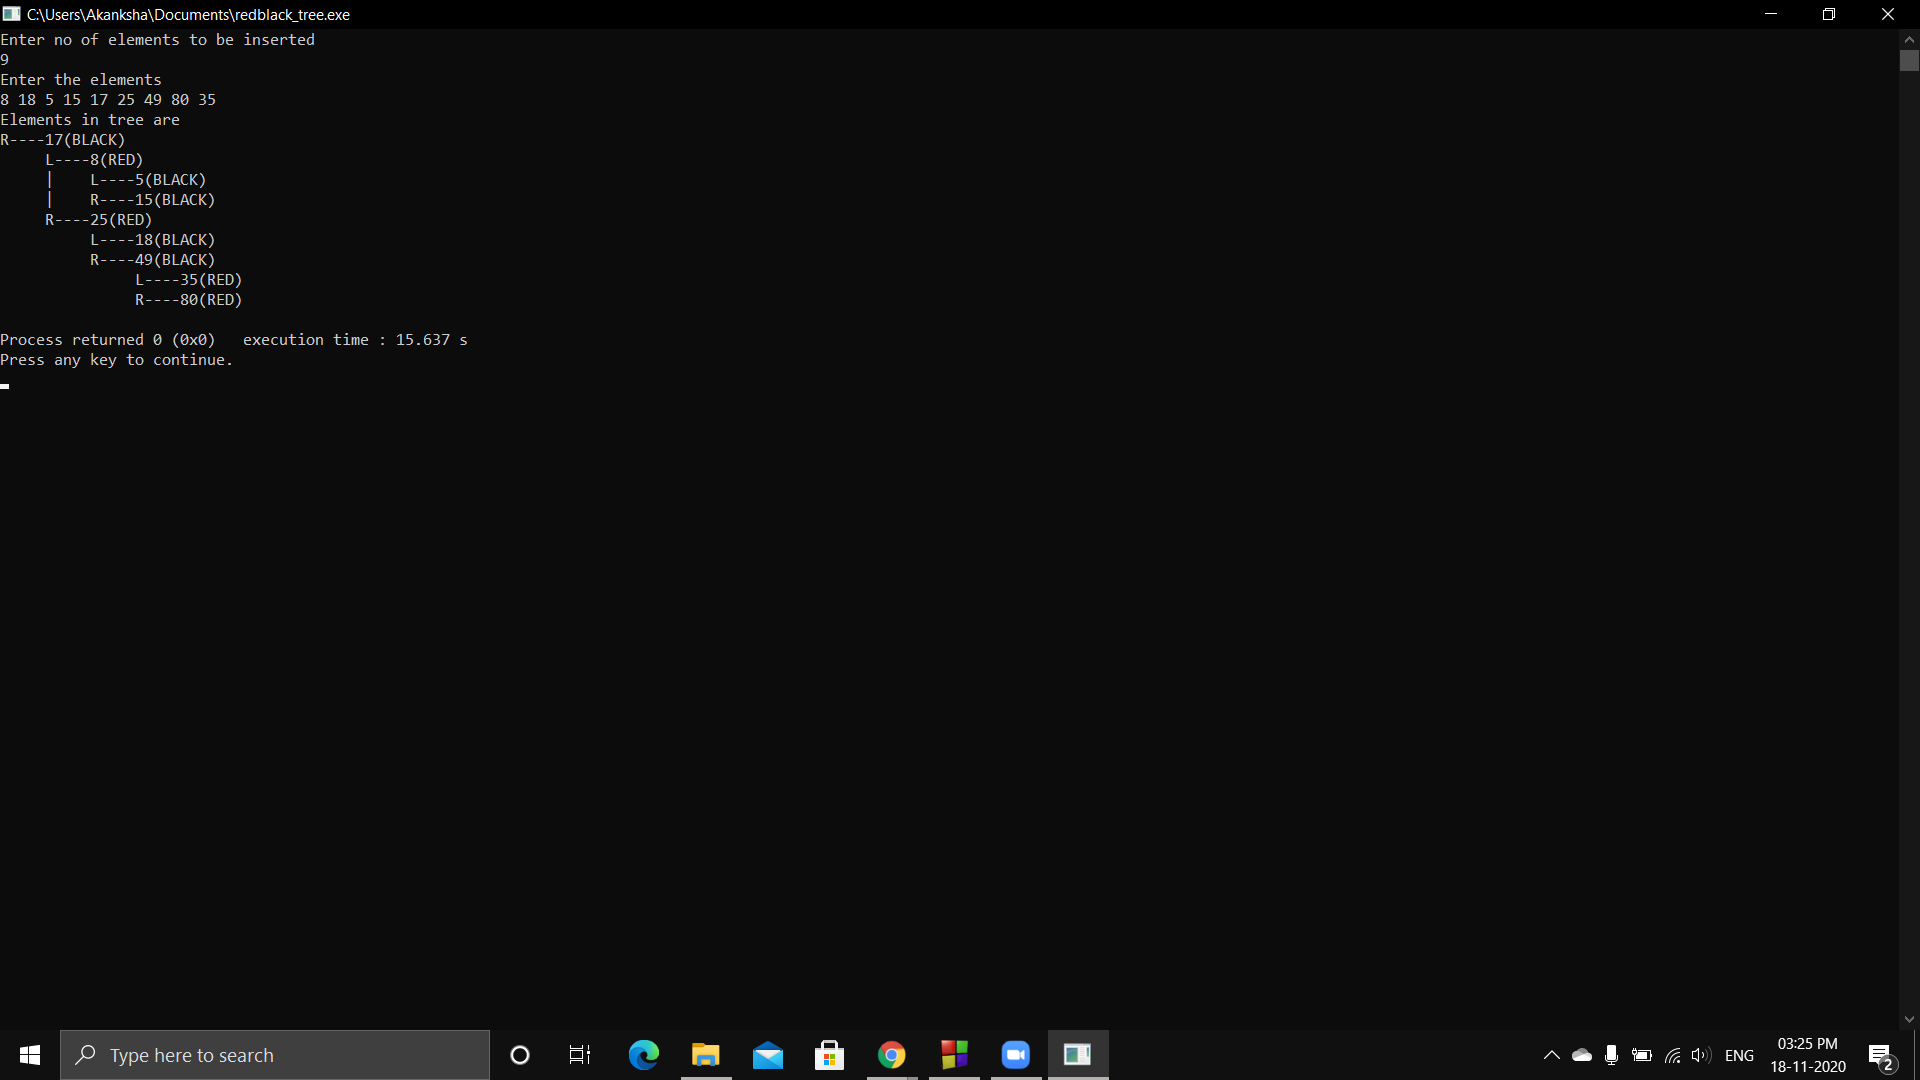 C:\Users\Akanksha\Documents\redblack_tree.exe
Enter no of elements to be inserted
9
Enter the elements
8 18 5 15 17 25 49 80 35
Elements in tree are
R----17(BLACK)
     L----8(RED)
     |    L----5(BLACK)
     |    R----15(BLACK)
     R----25(RED)
          L----18(BLACK)
          R----49(BLACK)
               L----35(RED)
               R----80(RED)

Process returned 0 (0x0)   execution time : 15.637 s
Press any key to continue.
Type here to search
ENG
03:25 PM
18-11-2020
2